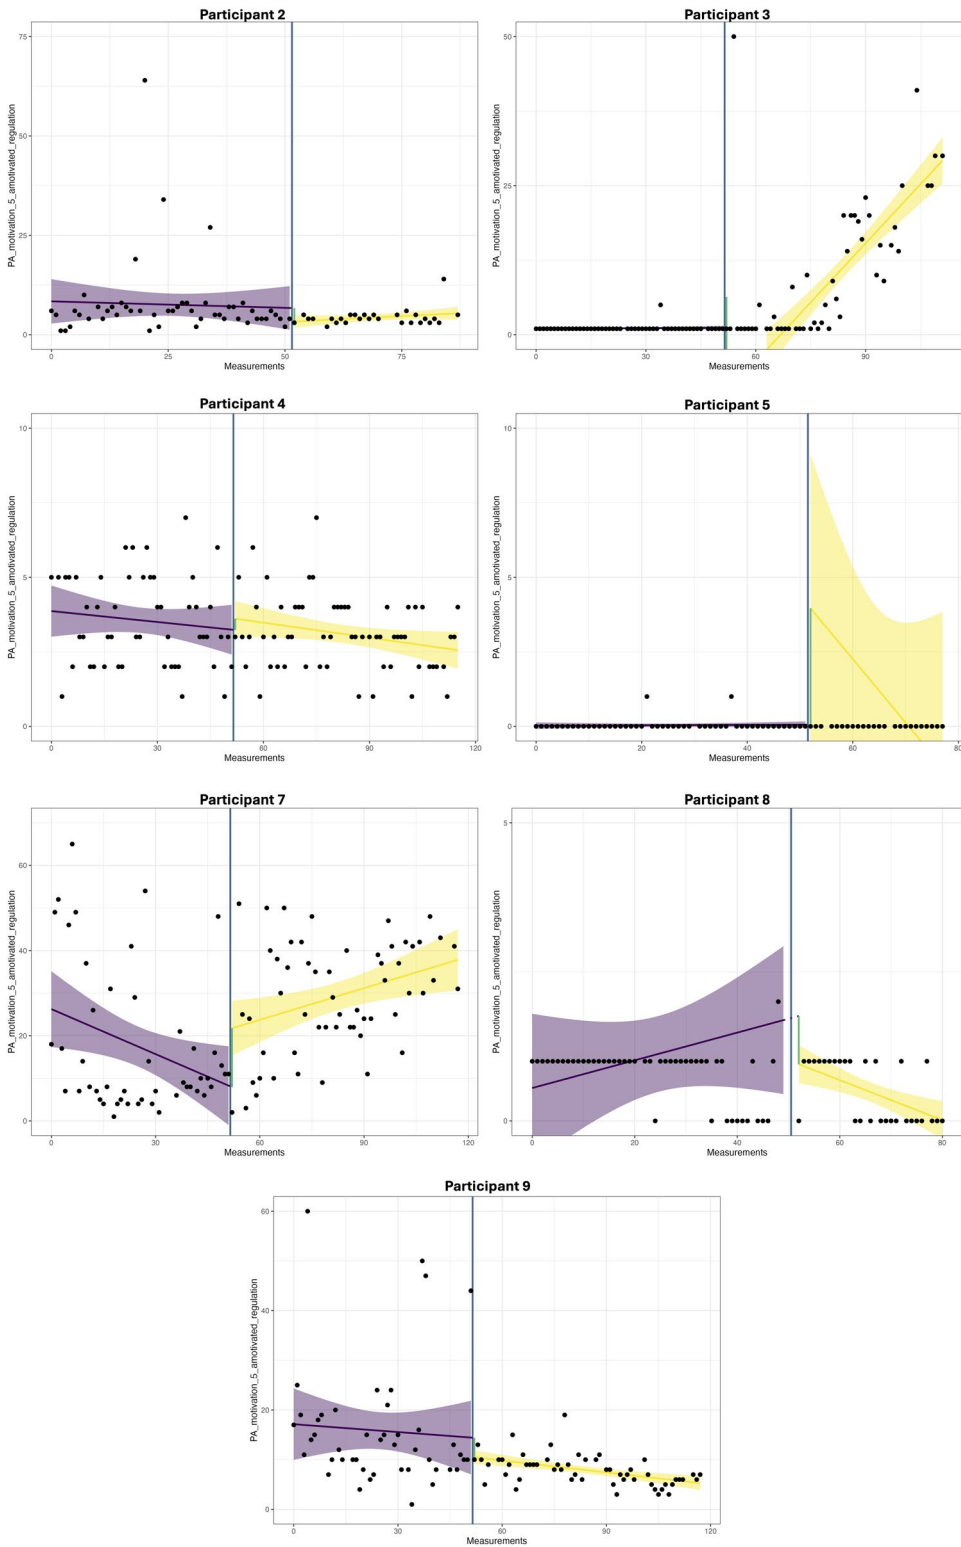 Participant 2
PA_motivation_5_amotivated_regulation
75
50
25
0
0 25 50 75
Measurements
Participant 3
PA_motivation_5_amotivated_regulation
50
25
0
0 30 60 90
Measurements
Participant 4
PA_motivation_5_amotivated_regulation
10
5
0
0 30 60 90 120
Measurements
Participant 5
PA_motivation_5_amotivated_regulation
10
5
0
0 20 40 60 80
Measurements
Participant 7
PA_motivation_5_amotivated_regulation
60
40
20
0
0 30 60 90 120
Measurements
Participant 8
PA_motivation_5_amotivated_regulation
5
0
0 20 40 60 80
Measurements
Participant 9
PA_motivation_5_amotivated_regulation
60
40
20
0
0 30 60 90 120
Measurements